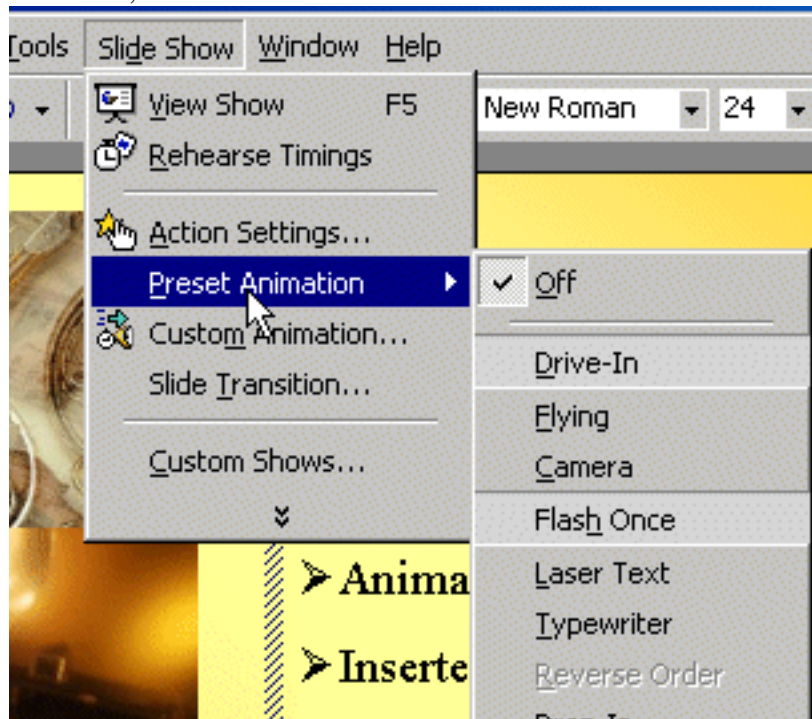 Tools Slide Show Window Help
View Show F5
New Roman 24
Rehearse Timings
Action Settings...
Preset Animation
Off
Custom Animation...
Slide Transition...
Drive-In
Flying
Custom Shows...
Camera
Flash Once
➢ Anima
Laser Text
Typewriter
➢ Inserte
Reverse Order